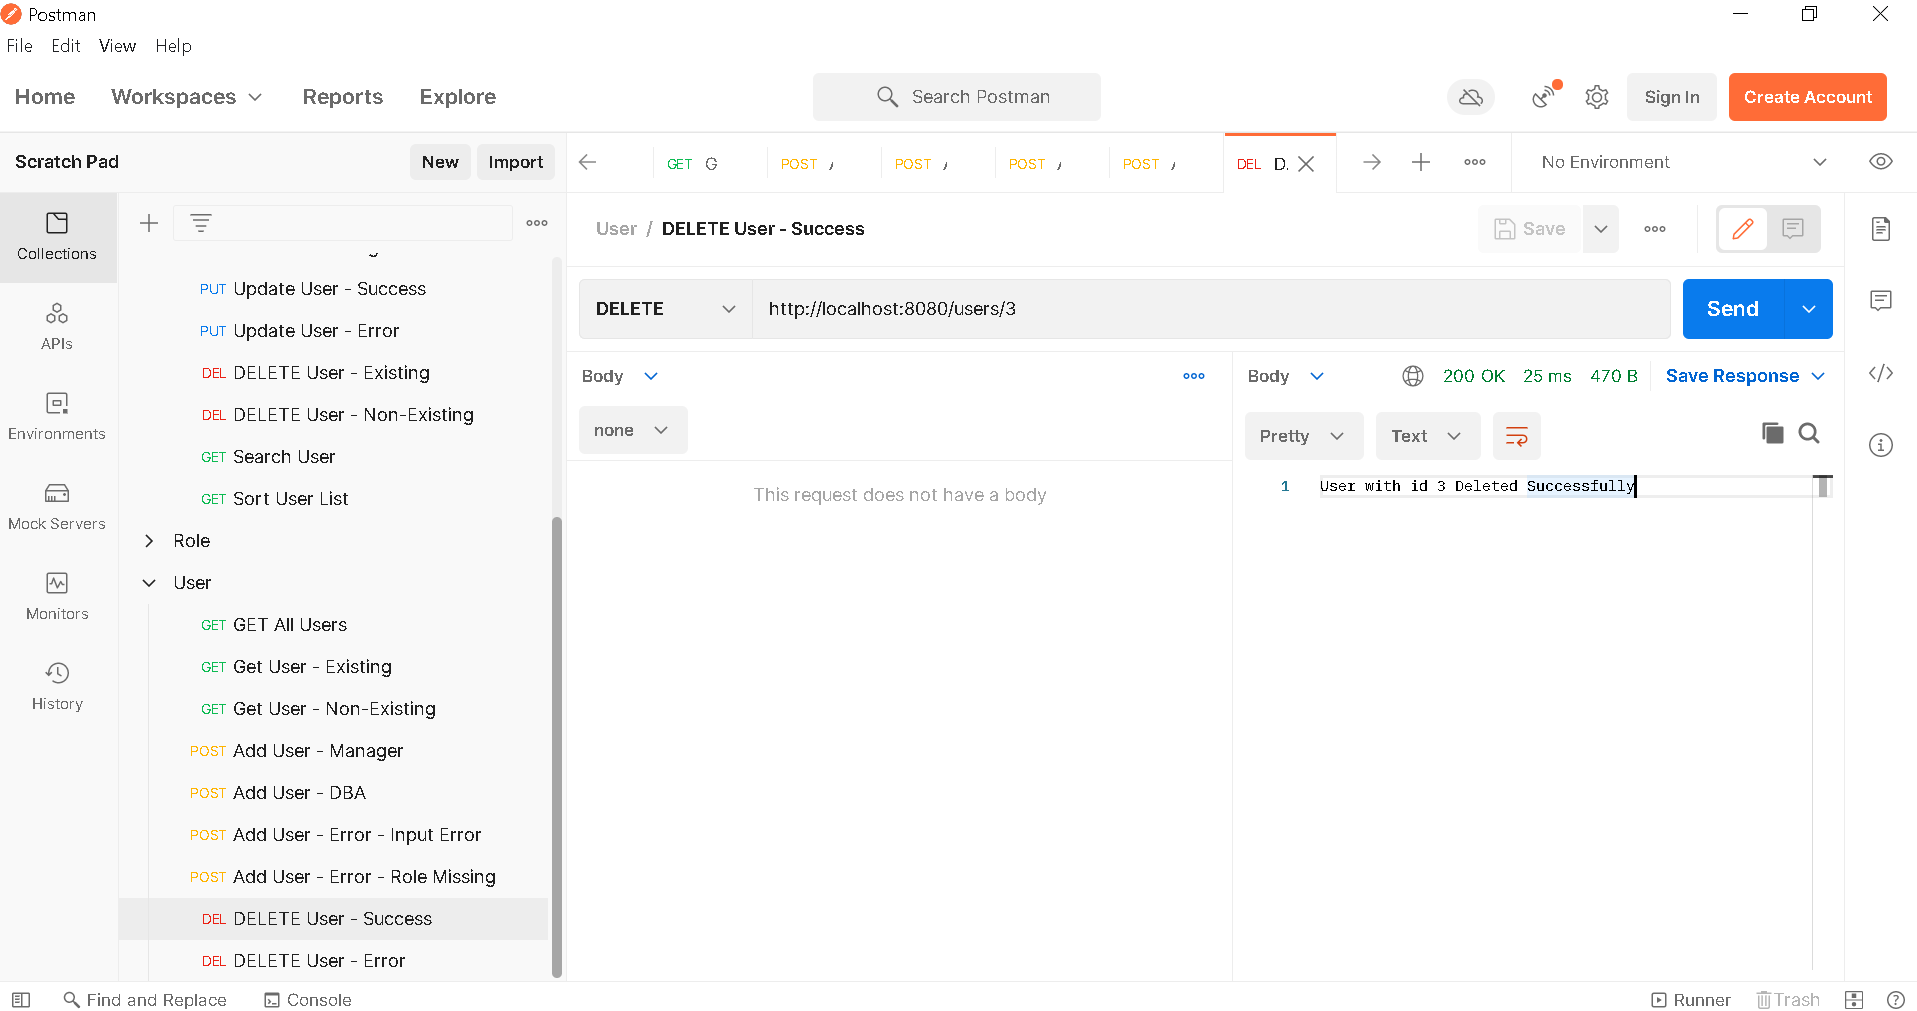 Postman
File Edit View Help
Home Workspaces Reports Explore
Search Postman
Sign In
Create Account
Scratch Pad
New
Import
GET G
POST
POST
POST
POST
DEL D.
No Environment
Collections
APIs
Environments
Mock Servers
Monitors
History
PUT Update User - Success
PUT Update User - Error
DEL DELETE User - Existing
DEL DELETE User - Non-Existing
GET Search User
GET Sort User List
Role
User
GET GET All Users
GET Get User - Existing
GET Get User - Non-Existing
POST Add User - Manager
POST Add User - DBA
POST Add User - Error - Input Error
POST Add User - Error - Role Missing
DEL DELETE User - Success
DEL DELETE User - Error
User / DELETE User - Success
Save
DELETE
http://localhost:8080/users/3
Send
Body
none
This request does not have a body
Body
200 OK 25 ms 470 B
Save Response
Pretty
Text
1 User with id 3 Deleted Successfully
Find and Replace
Console
Runner
Trash